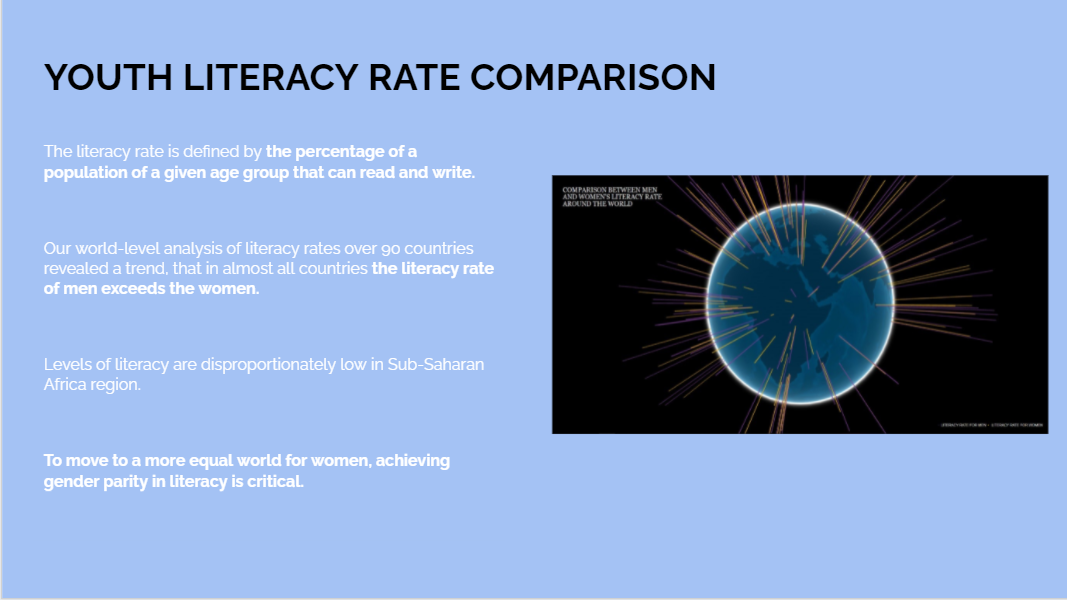 YOUTH LITERACY RATE COMPARISON
The literacy rate is defined by the percentage of a
population of a given age group that can read and write.
Our world-level analysis of literacy rates over 90 countries
revealed a trend, that in almost all countries the literacy rate
of men exceeds the women.
Levels of literacy are disproportionately low in Sub-Saharan
Africa region.
To move to a more equal world for women, achieving
gender parity in literacy is critical.
COMPARISON BETWEEN MEN
AND WOMEN'S LITERACY RATE
AROUND THE WORLD
LITERACY RATE FOR MEN - LITERACY RATE FOR WOMEN